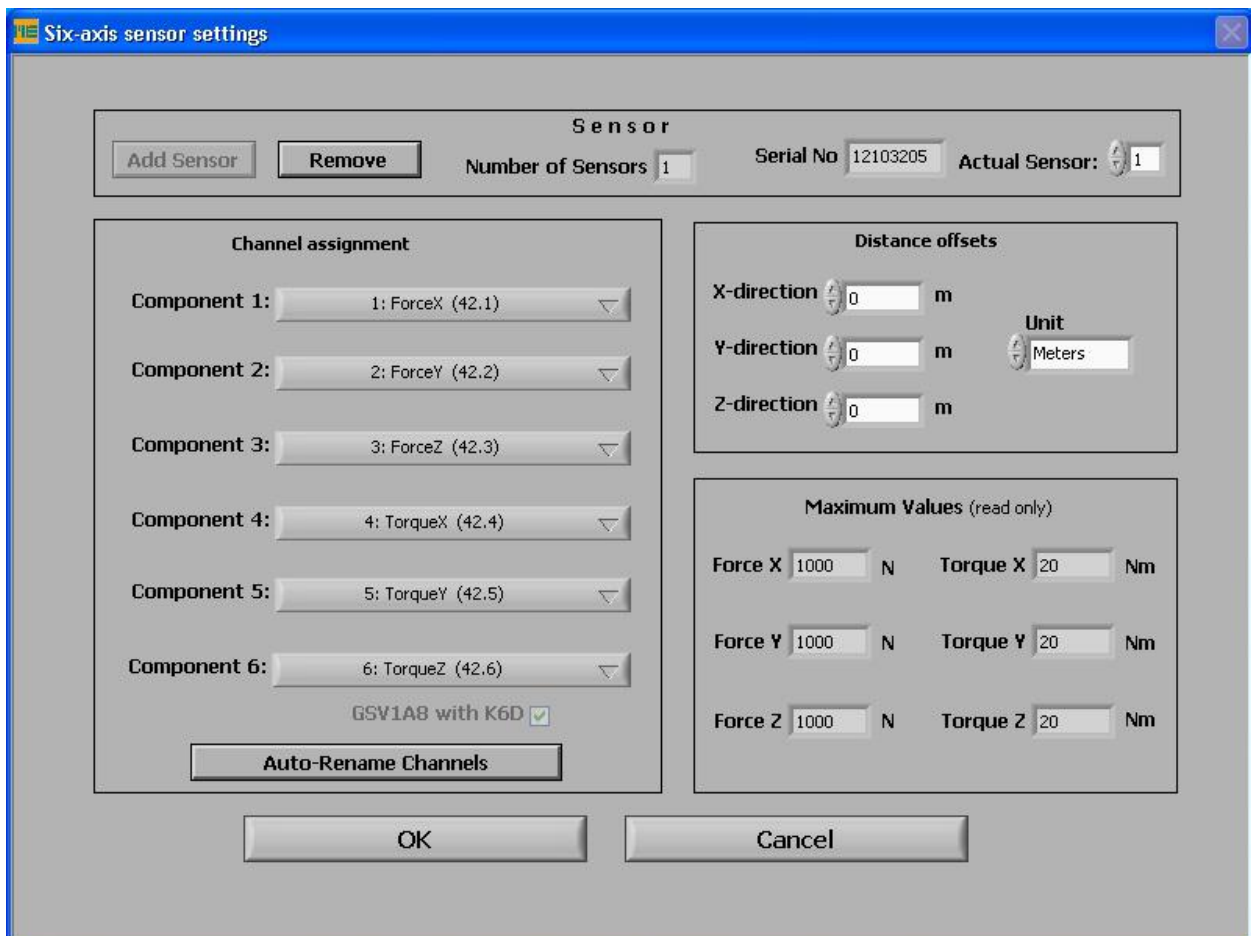 ME Six-axis sensor settings
Sensor
Add Sensor Remove Number of Sensors 1 Serial No 12103205 Actual Sensor: 1
Channel assignment
Component 1: 1: ForceX (42.1)
Component 2: 2: ForceY (42.2)
Component 3: 3: ForceZ (42.3)
Component 4: 4: TorqueX (42.4)
Component 5: 5: TorqueY (42.5)
Component 6: 6: TorqueZ (42.6)
GSV1A8 with K6D
Auto-Rename Channels
Distance offsets
X-direction 0 m
Unit
Y-direction 0 m Meters
Z-direction 0 m
Maximum Values (read only)
Force X 1000 N Torque X 20 Nm
Force Y 1000 N Torque Y 20 Nm
Force Z 1000 N Torque Z 20 Nm
OK Cancel